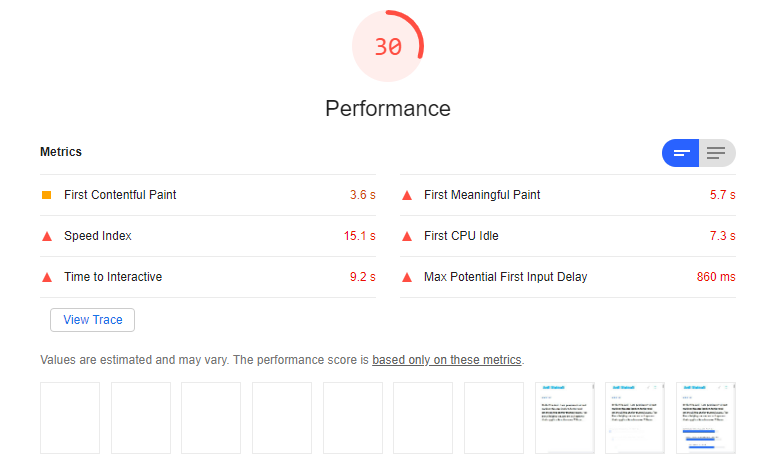 30
Performance
Metrics
First Contentful Paint 3.6 s
First Meaningful Paint 5.7 s
Speed Index 15.1 s
First CPU Idle 7.3 s
Time to Interactive 9.2 s
Max Potential First Input Delay 860 ms
View Trace
Values are estimated and may vary. The performance score is based only on these metrics.